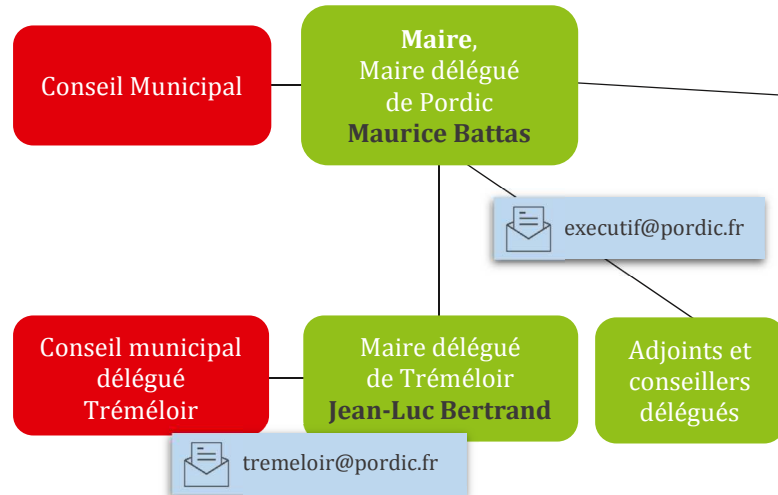 Conseil Municipal
Maire,
Maire délégué
de Pordic
Maurice Battas
executif@pordic.fr
Conseil municipal
délégué
Tréméloir
Maire délégué
de Tréméloir
Jean-Luc Bertrand
Adjoints et
conseillers
délégués
tremeloir@pordic.fr